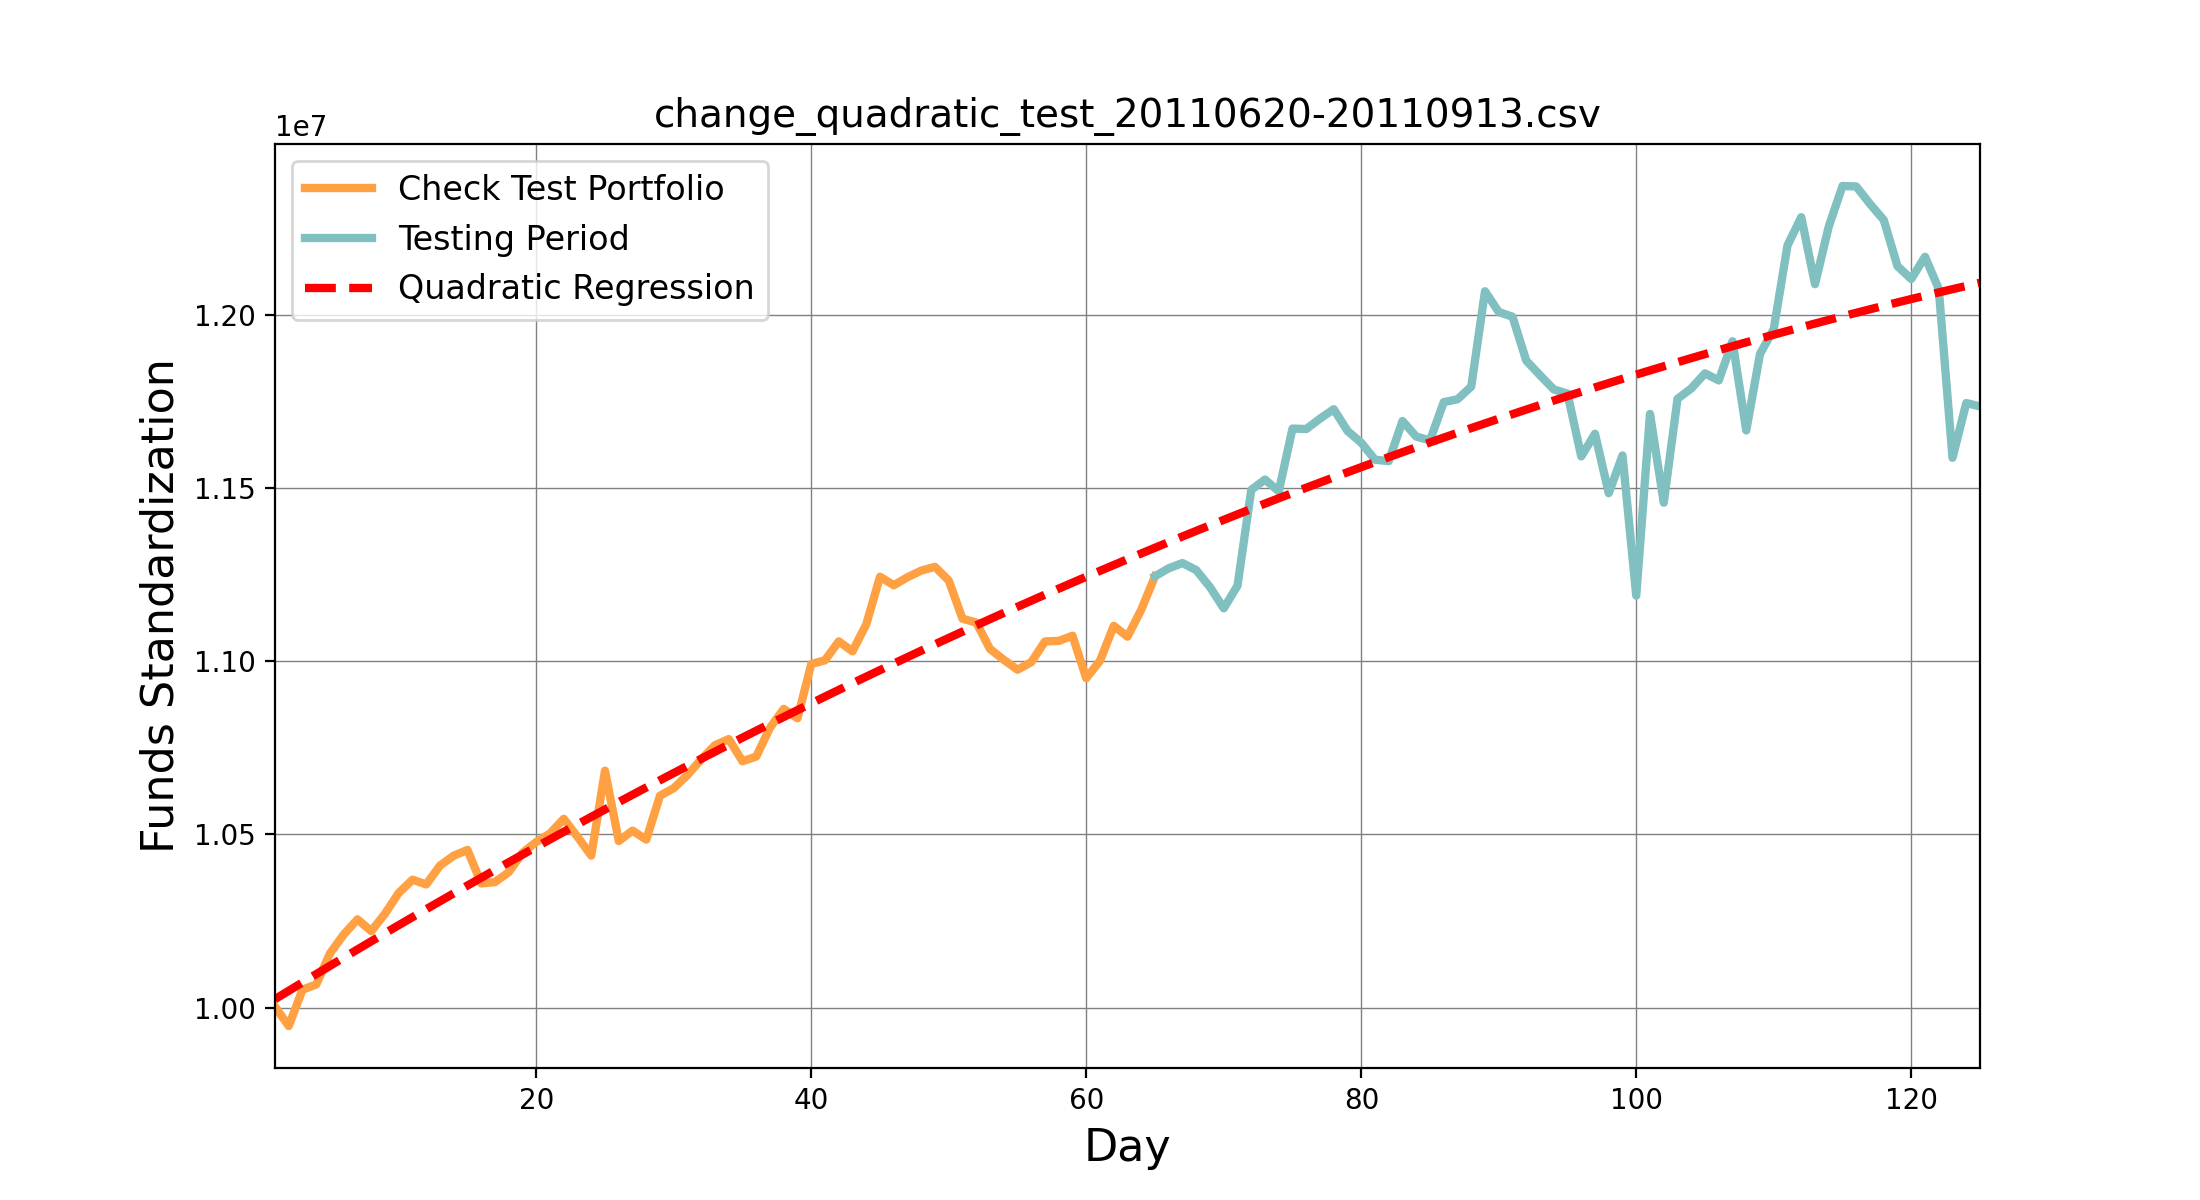 change_quadratic_test_20110620-20110913.csv
1e7
Check Test Portfolio
Testing Period
Quadratic Regression
1.20
1.15
1.10
1.05
1.00
Funds Standardization
20 40 60 80 100 120
Day